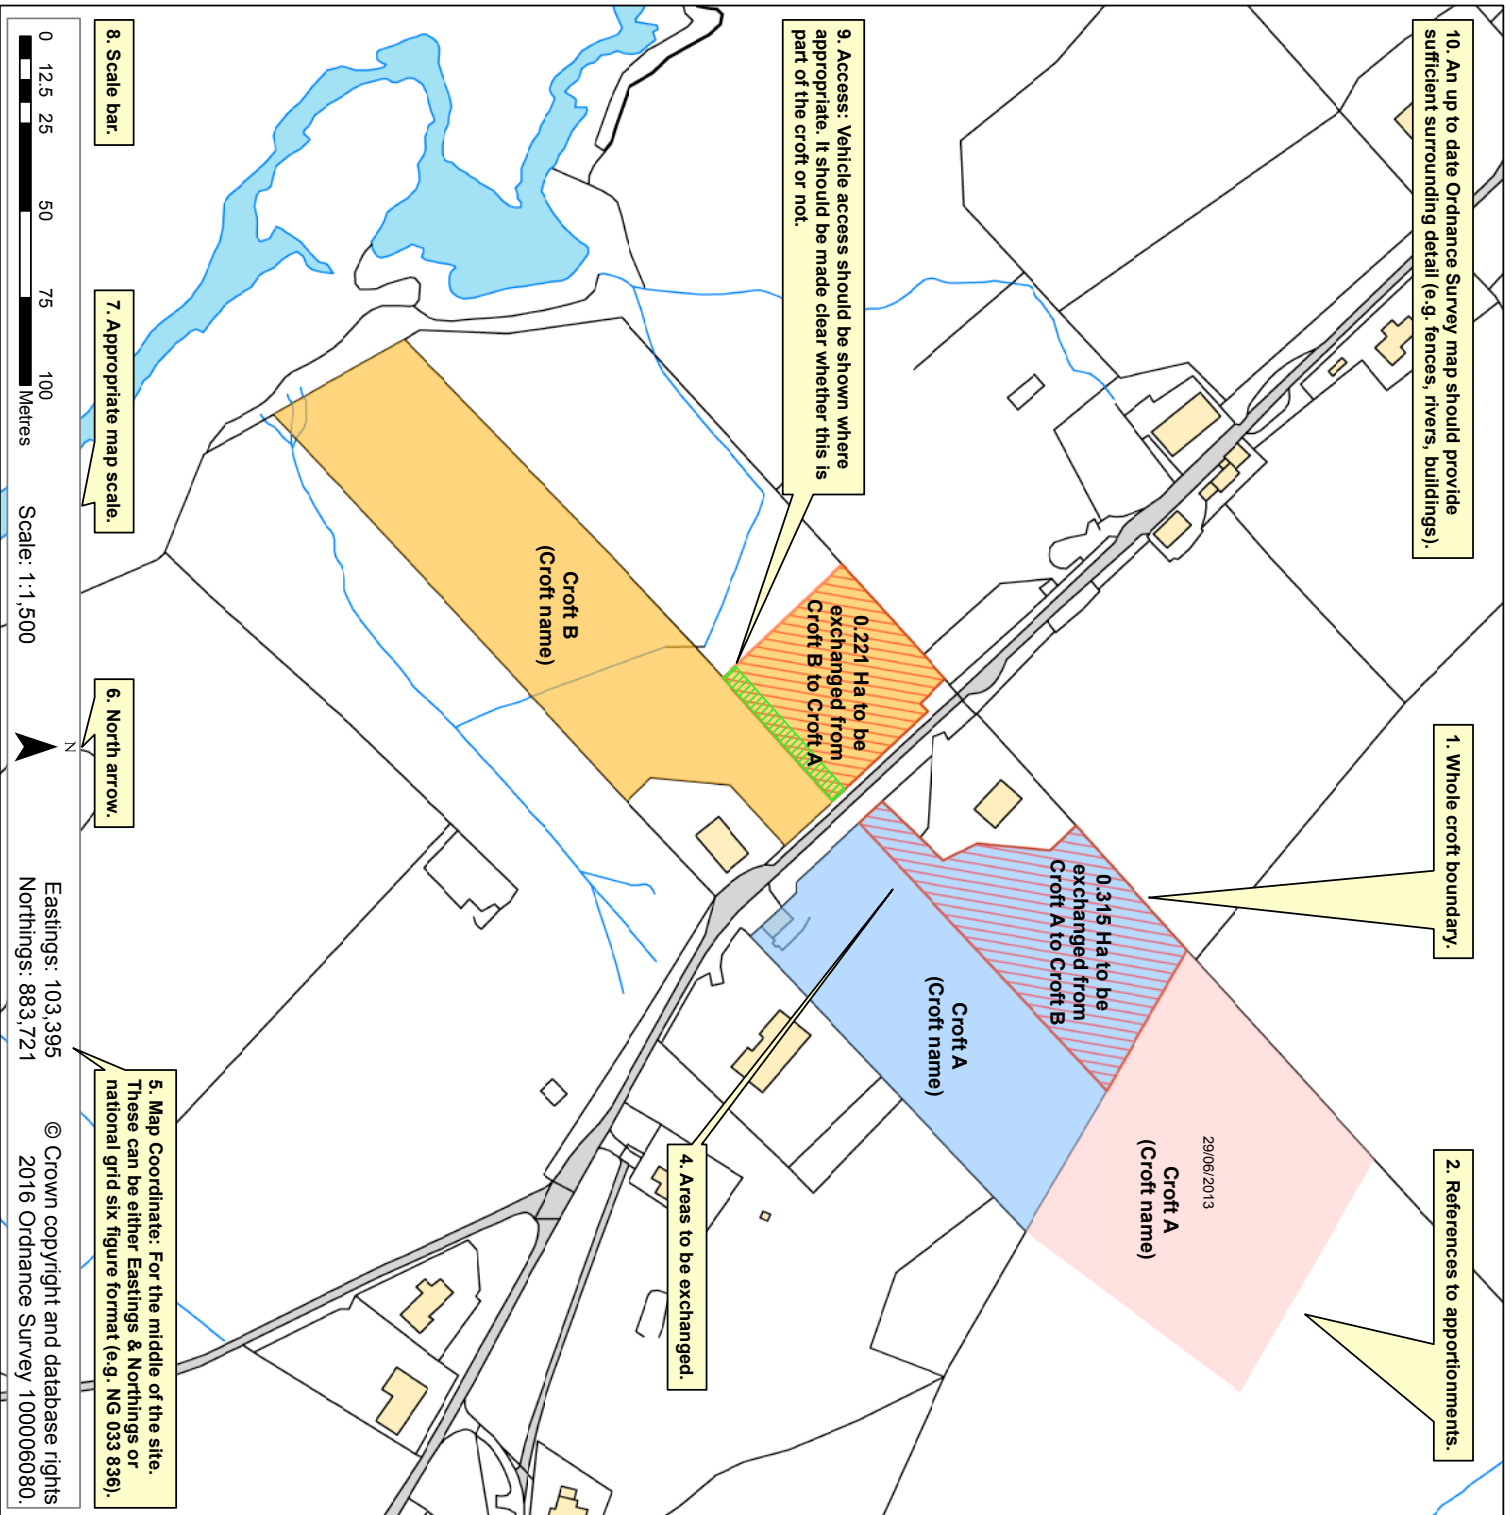 10. An up to date Ordnance Survey map should provide
sufficient surrounding detail (e.g. fences, rivers, buildings).
1. Whole croft boundary.
2. References to apportionments.
9. Access: Vehicle access should be shown where
appropriate. It should be made clear whether this is
part of the croft or not.
29/06/2013
Croft A
(Croft name)
0.315 Ha to be
exchanged from
Croft A to Croft B
Croft A
(Croft name)
0.221 Ha to be
exchanged from
Croft B to Croft A
Croft B
(Croft name)
4. Areas to be exchanged.
8. Scale bar.
7. Appropriate map scale.
6. North arrow.
5. Map Coordinate: For the middle of the site.
These can be either Eastings & Northings or
national grid six figure format (e.g. NG 033 836).
0 12.5 25 50 75 100
Metres
Scale: 1:1,500
N
Eastings: 103,395
Northings: 883,721
© Crown copyright and database rights
2016 Ordnance Survey 100006080.